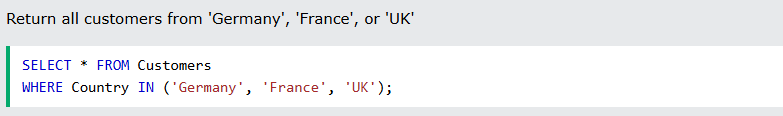 Return all customers from 'Germany', 'France', or 'UK'
SELECT * FROM Customers
WHERE Country IN ('Germany', 'France', 'UK');